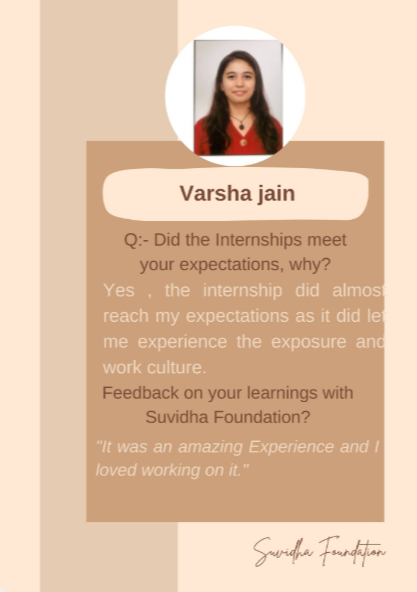 Varsha jain
Q:- Did the Internships meet
your expectations, why?
Yes , the internship did almost
reach my expectations as it did let
me experience the exposure and
work culture.
Feedback on your learnings with
Suvidha Foundation?
"It was an amazing Experience and I
loved working on it."
Suvidha Foundation